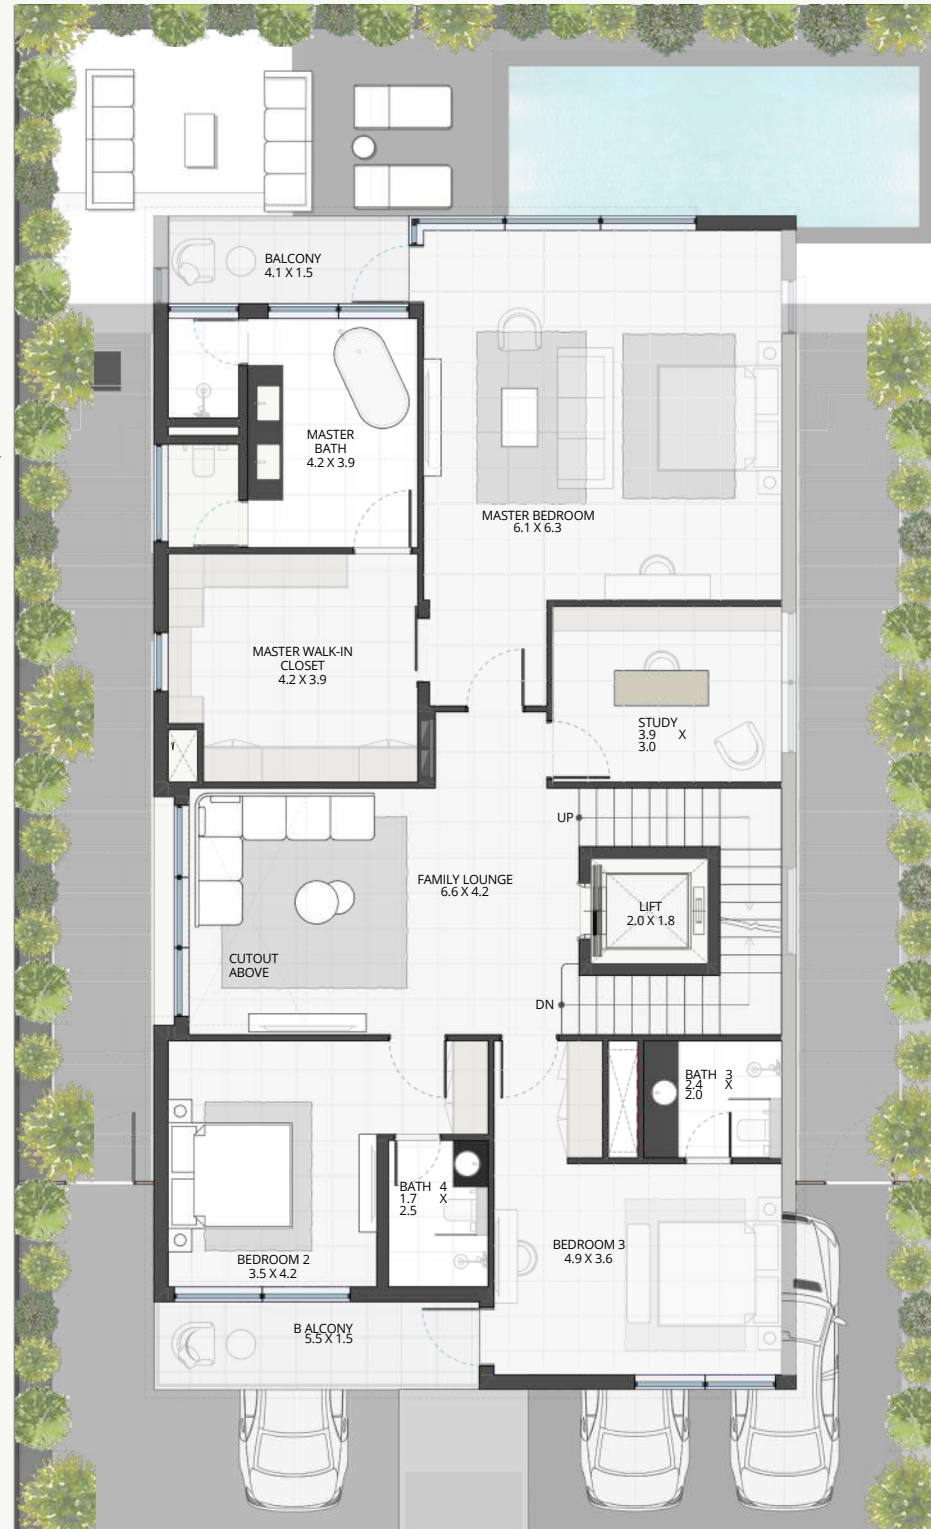 BALCONY
4.1 X 1.5
MASTER
BATH
4.2 X 3.9
MASTER BEDROOM
6.1 X 6.3
MASTER WALK-IN
CLOSET
4.2 X 3.9
STUDY
3.9 X
3.0
UP
FAMILY LOUNGE
6.6 X 4.2
LIFT
2.0 X 1.8
CUTOUT
ABOVE
DN
BATH 3
2.4 X
2.0
BATH 4
1.7 X
2.5
BEDROOM 3
4.9 X 3.6
BEDROOM 2
3.5 X 4.2
B ALCONY
5.5 X 1.5